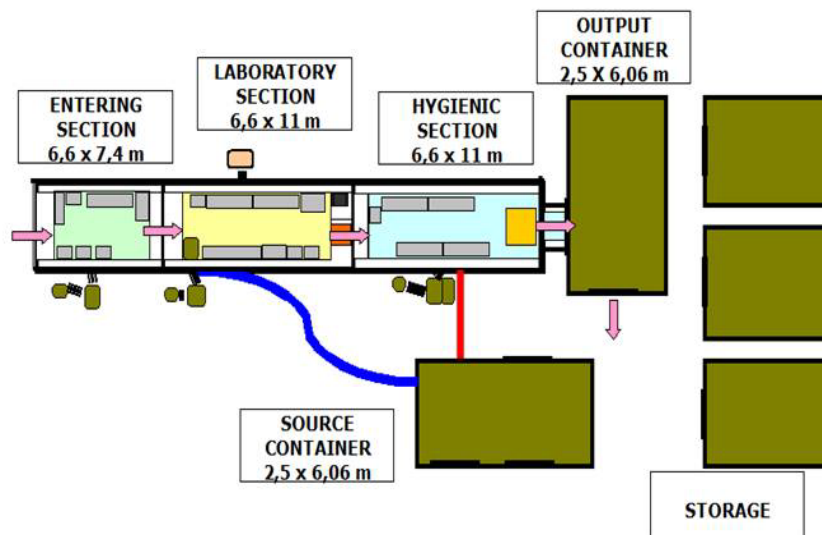 OUTPUT
CONTAINER
2,5 X 6,06 m
LABORATORY
SECTION
6,6 x 11 m
ENTERING
SECTION
6,6 x 7,4 m
HYGIENIC
SECTION
6,6 x 11 m
SOURCE
CONTAINER
2,5 x 6,06 m
STORAGE